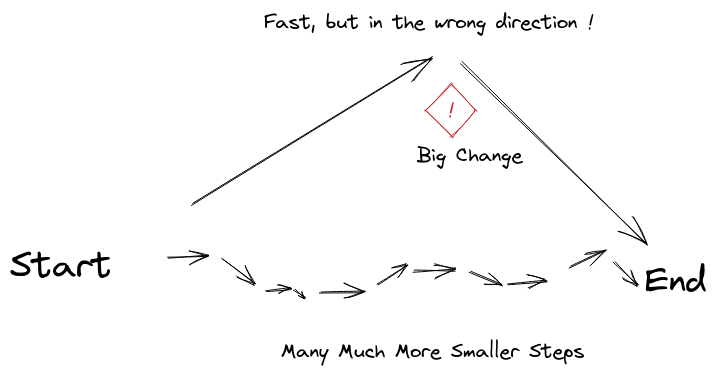 Fast, but in the wrong direction !
!
Big Change
Start
End
Many Much More Smaller Steps